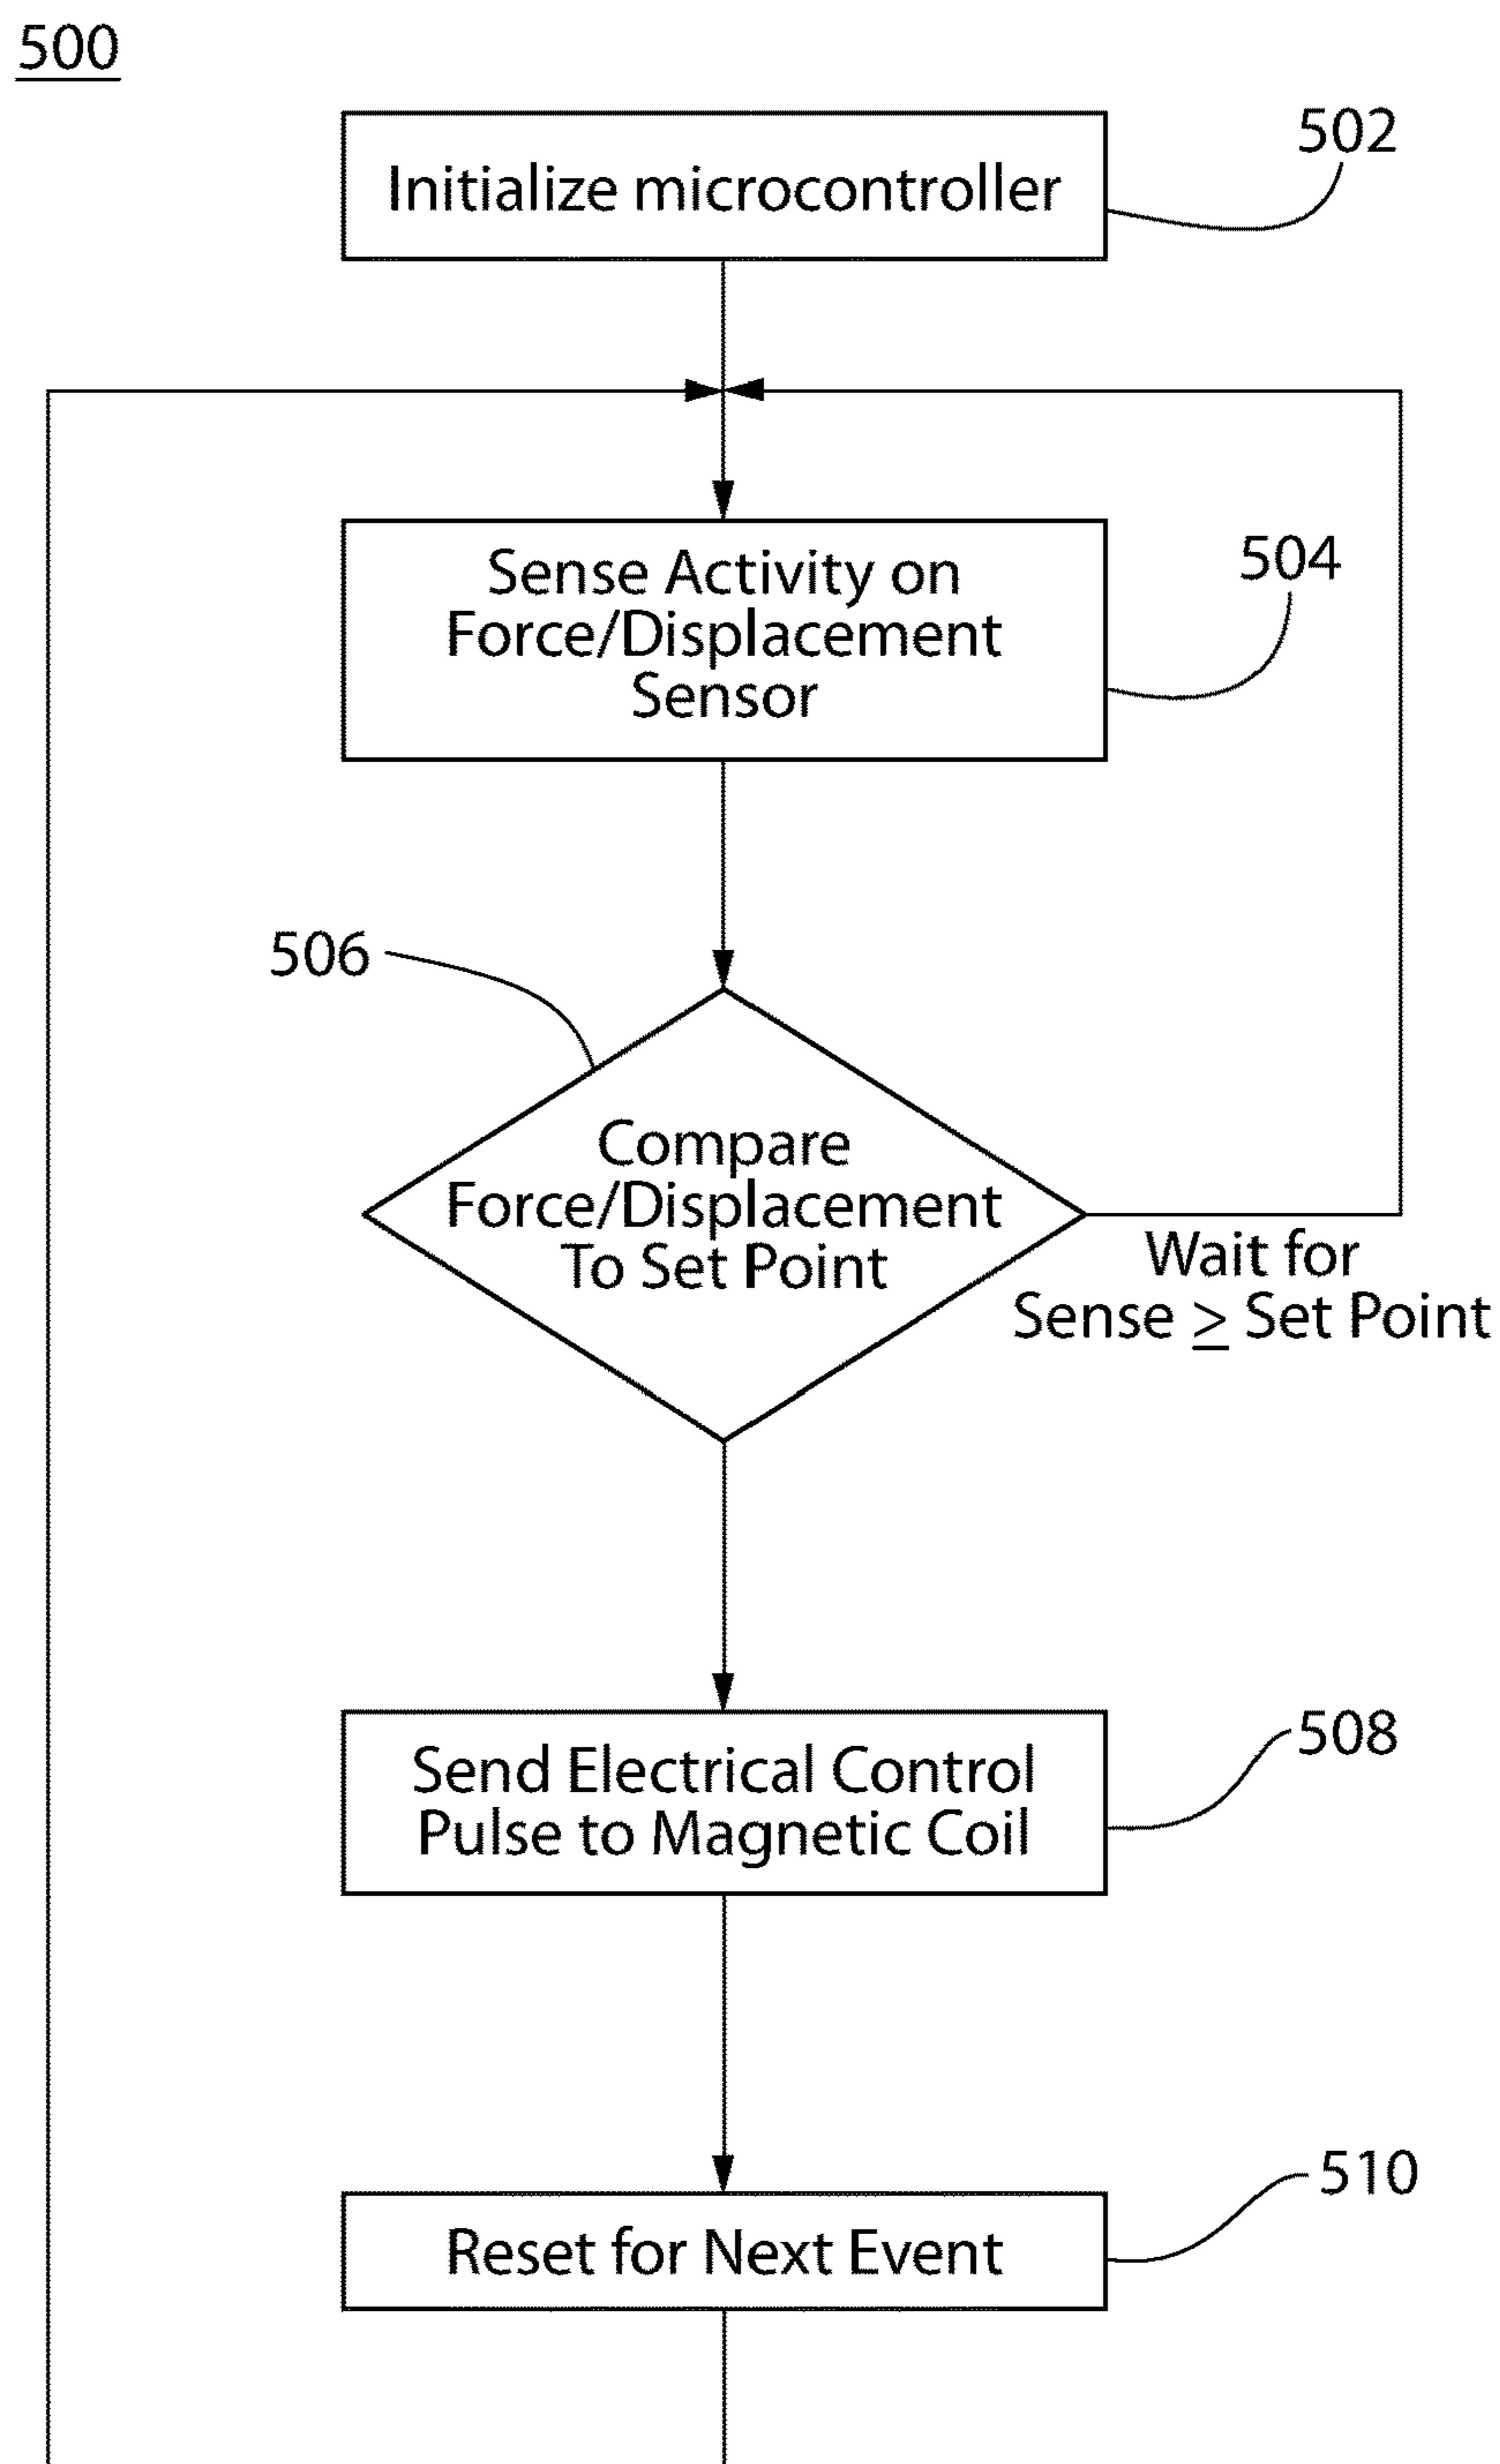 500
Initialize microcontroller
502
Sense Activity on
Force/Displacement
Sensor
504
506
Compare
Force/Displacement
To Set Point
Wait for
Sense ≥ Set Point
Send Electrical Control
Pulse to Magnetic Coil
508
Reset for Next Event
510